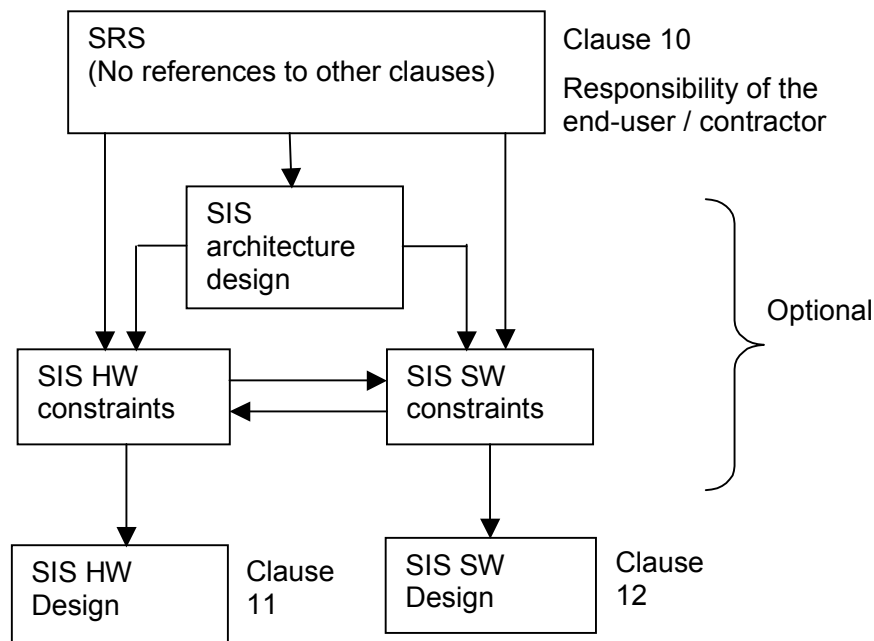 SRS
(No references to other clauses)
Clause 10
Responsibility of the
end-user / contractor
SIS
architecture
design
Optional
SIS HW
constraints
SIS SW
constraints
SIS HW
Design
Clause
11
SIS SW
Design
Clause
12